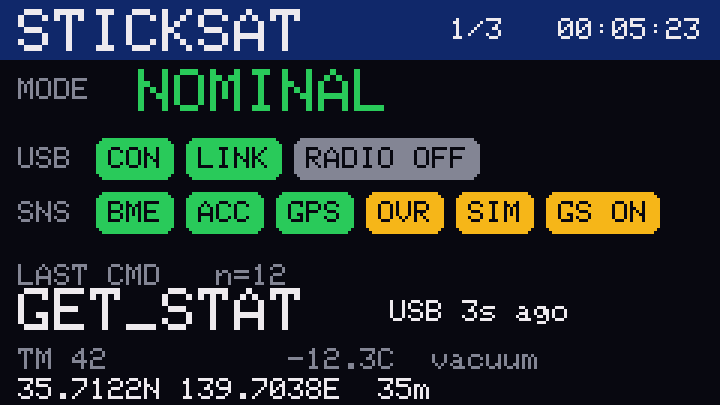 STICKSAT 1/3 00:05:23
MODE NOMINAL
USB CON LINK RADIO OFF
SNS BME ACC GPS OVR SIM GS ON
LAST CMD n=12
GET_STAT USB 3s ago
TM 42 -12.3C vacuum
35.7122N 139.7038E 35m